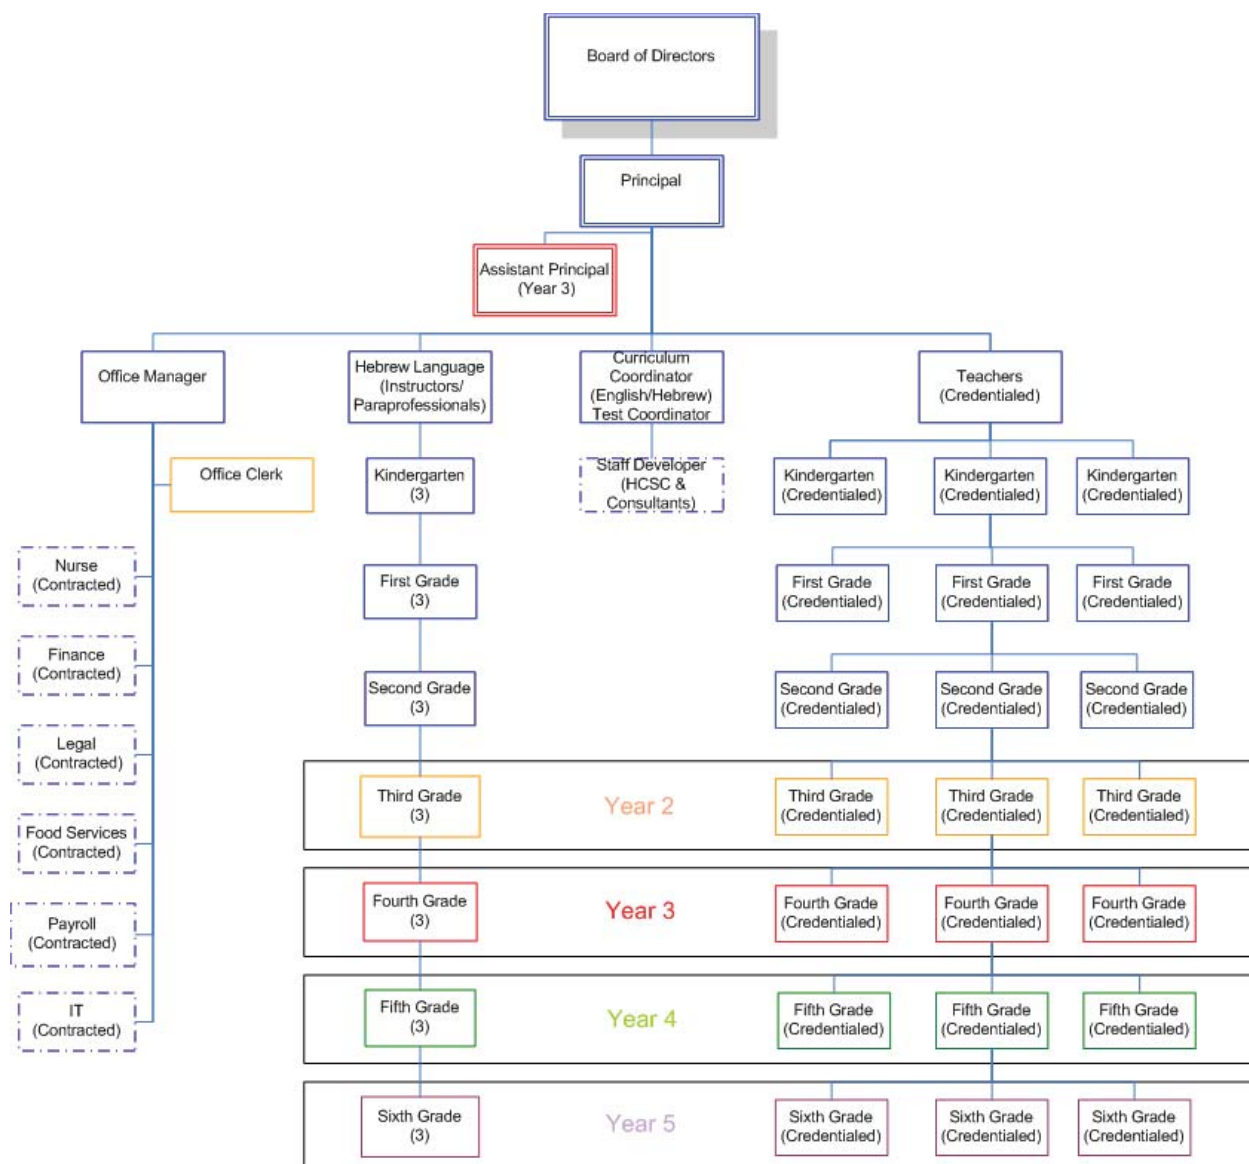 Board of Directors
Principal
Assistant Principal
(Year 3)
Office Manager
Hebrew Language
(Instructors/
Paraprofessionals)
Curriculum
Coordinator
(English/Hebrew)
Test Coordinator
Teachers
(Credentialed)
Office Clerk
Kindergarten
(3)
Staff Developer
(HCSC &
Consultants)
Kindergarten
(Credentialed)
Kindergarten
(Credentialed)
Kindergarten
(Credentialed)
Nurse
(Contracted)
First Grade
(3)
First Grade
(Credentialed)
First Grade
(Credentialed)
First Grade
(Credentialed)
Finance
(Contracted)
Second Grade
(3)
Second Grade
(Credentialed)
Second Grade
(Credentialed)
Second Grade
(Credentialed)
Legal
(Contracted)
Third Grade
(3)
Year 2
Third Grade
(Credentialed)
Third Grade
(Credentialed)
Third Grade
(Credentialed)
Food Services
(Contracted)
Fourth Grade
(3)
Year 3
Fourth Grade
(Credentialed)
Fourth Grade
(Credentialed)
Fourth Grade
(Credentialed)
Payroll
(Contracted)
Fifth Grade
(3)
Year 4
Fifth Grade
(Credentialed)
Fifth Grade
(Credentialed)
Fifth Grade
(Credentialed)
IT
(Contracted)
Sixth Grade
(3)
Year 5
Sixth Grade
(Credentialed)
Sixth Grade
(Credentialed)
Sixth Grade
(Credentialed)